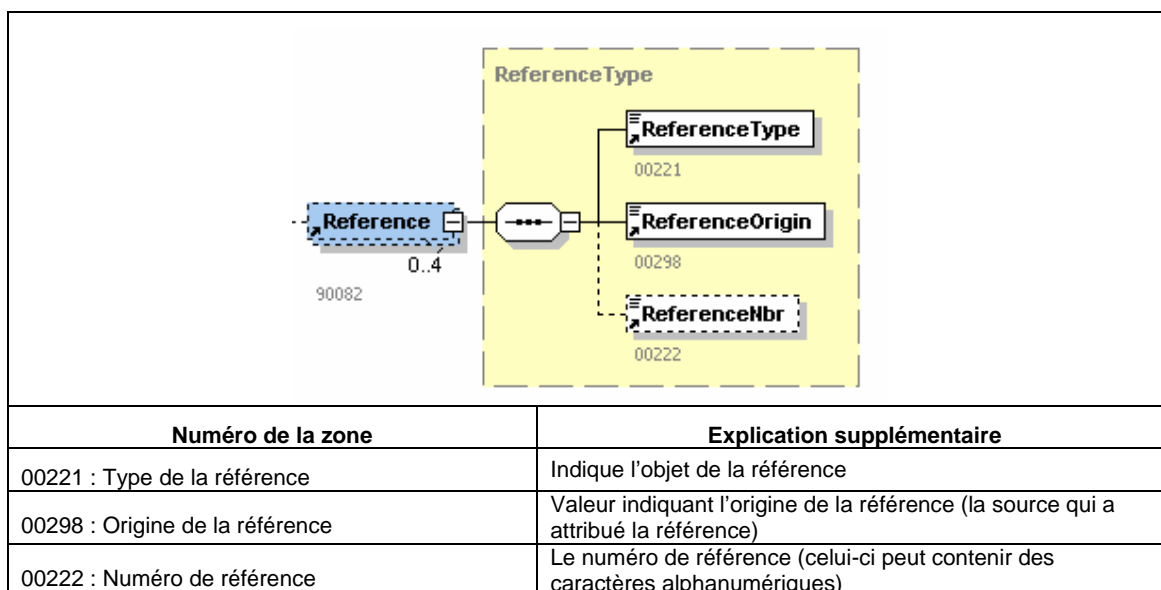 ReferenceType
ReferenceType
00221
Reference
ReferenceOrigin
0..4
00298
90082
ReferenceNbr
00222
Numéro de la zone
Explication supplémentaire
00221 : Type de la référence
Indique l’objet de la référence
00298 : Origine de la référence
Valeur indiquant l’origine de la référence (la source qui a
attribué la référence)
00222 : Numéro de référence
Le numéro de référence (celui-ci peut contenir des
caractères alphanumériques)